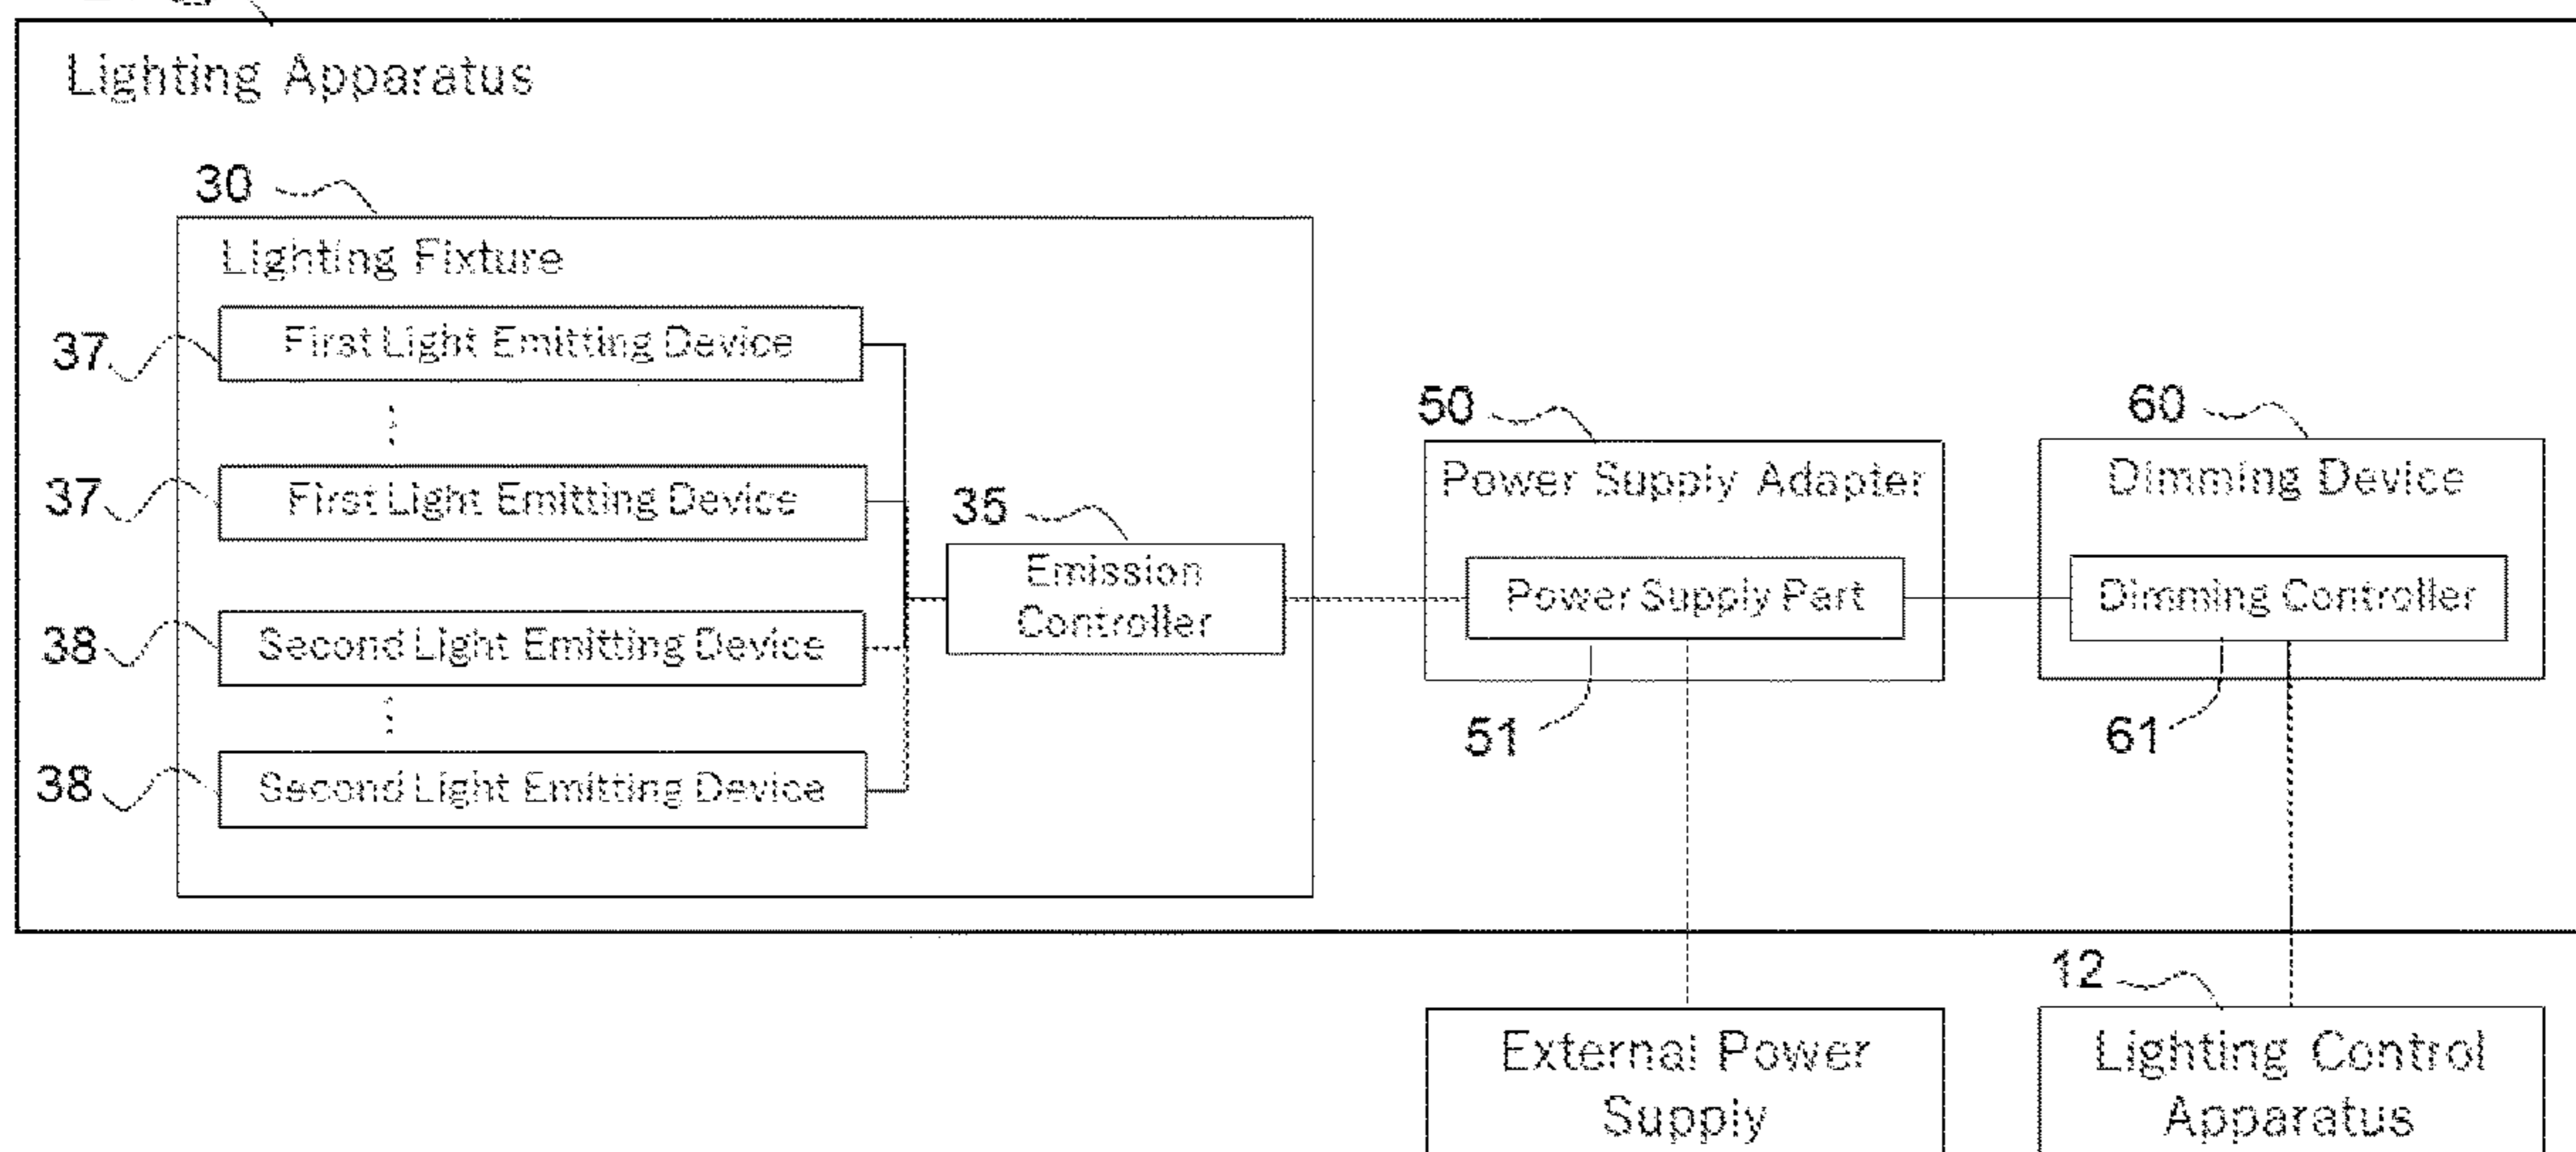 Lighting Apparatus
30
Lighting Fixture
37
First Light Emitting Device
37
First Light Emitting Device
38
Second Light Emitting Device
38
Second Light Emitting Device
35
Emission
Controller
50
Power Supply Adapter
Power Supply Part
51
60
Dimming Device
Dimming Controller
61
External Power
Supply
12
Lighting Control
Apparatus